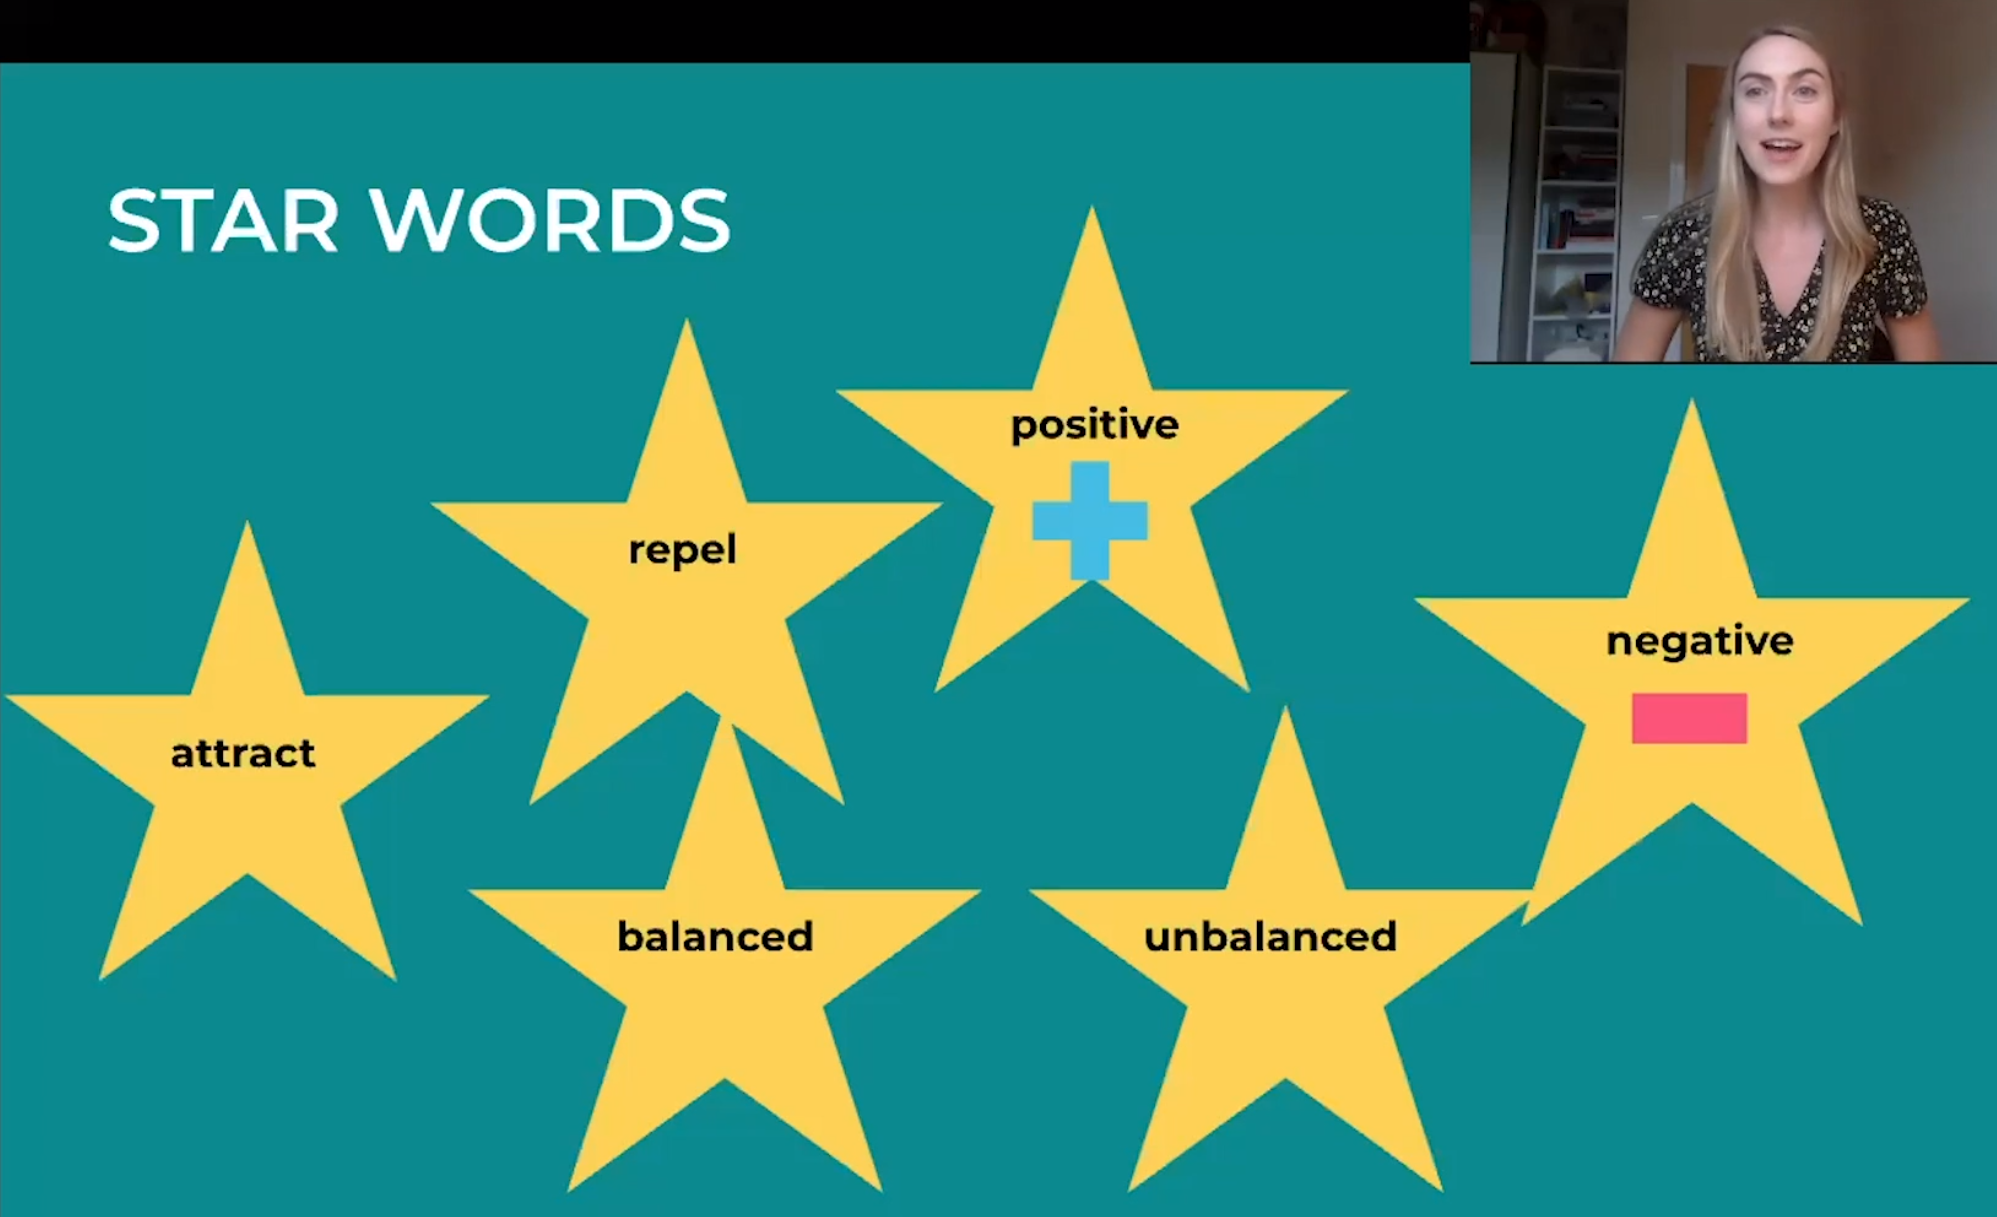 STAR WORDS
positive
repel
negative
attract
balanced
unbalanced